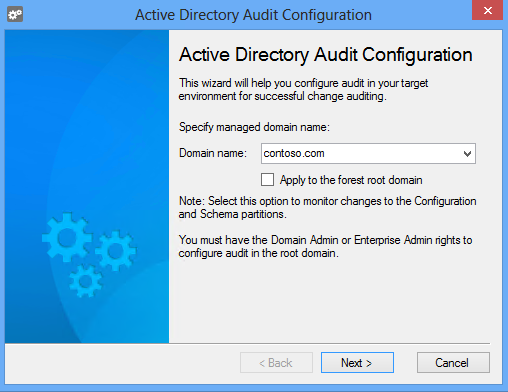 Active Directory Audit Configuration
Active Directory Audit Configuration
This wizard will help you configure audit in your target
environment for successful change auditing.
Specify managed domain name:
Domain name: contoso.com
Apply to the forest root domain
Note: Select this option to monitor changes to the Configuration
and Schema partitions.
You must have the Domain Admin or Enterprise Admin rights to
configure audit in the root domain.
< Back Next > Cancel